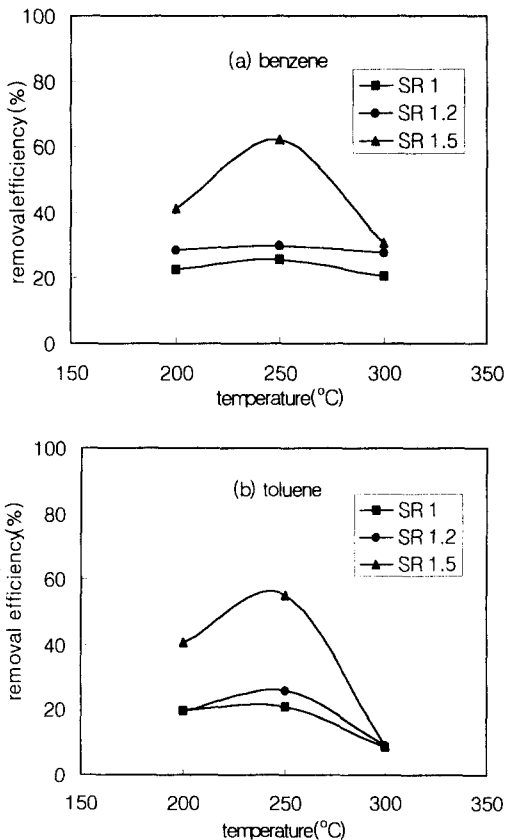 100
80
60
40
20
0
removal efficiency(%)
(a) benzene
SR 1
SR 1.2
SR 1.5
150 200 250 300 350
temperature(°C)
100
80
60
40
20
0
removal efficiency(%)
(b) toluene
SR 1
SR 1.2
SR 1.5
150 200 250 300 350
temperature(°C)